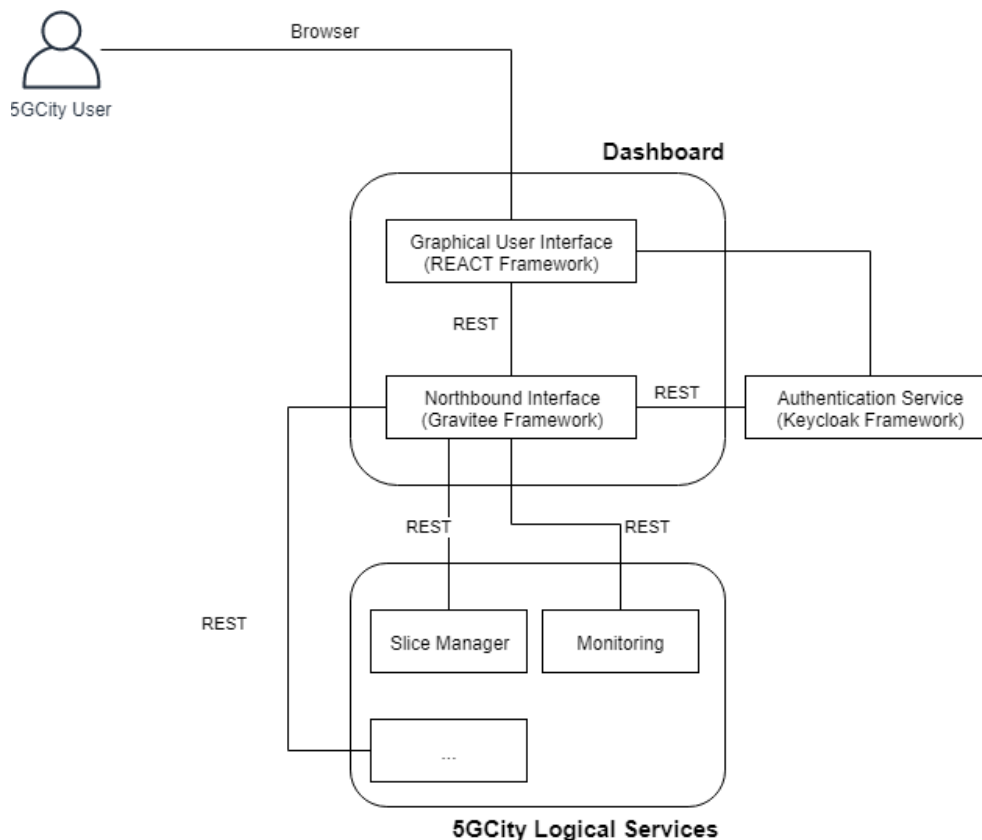 Browser
5GCity User
Dashboard
Graphical User Interface
(REACT Framework)
REST
Northbound Interface
(Gravitee Framework)
REST
Authentication Service
(Keycloak Framework)
REST
REST
REST
Slice Manager
Monitoring
...
5GCity Logical Services